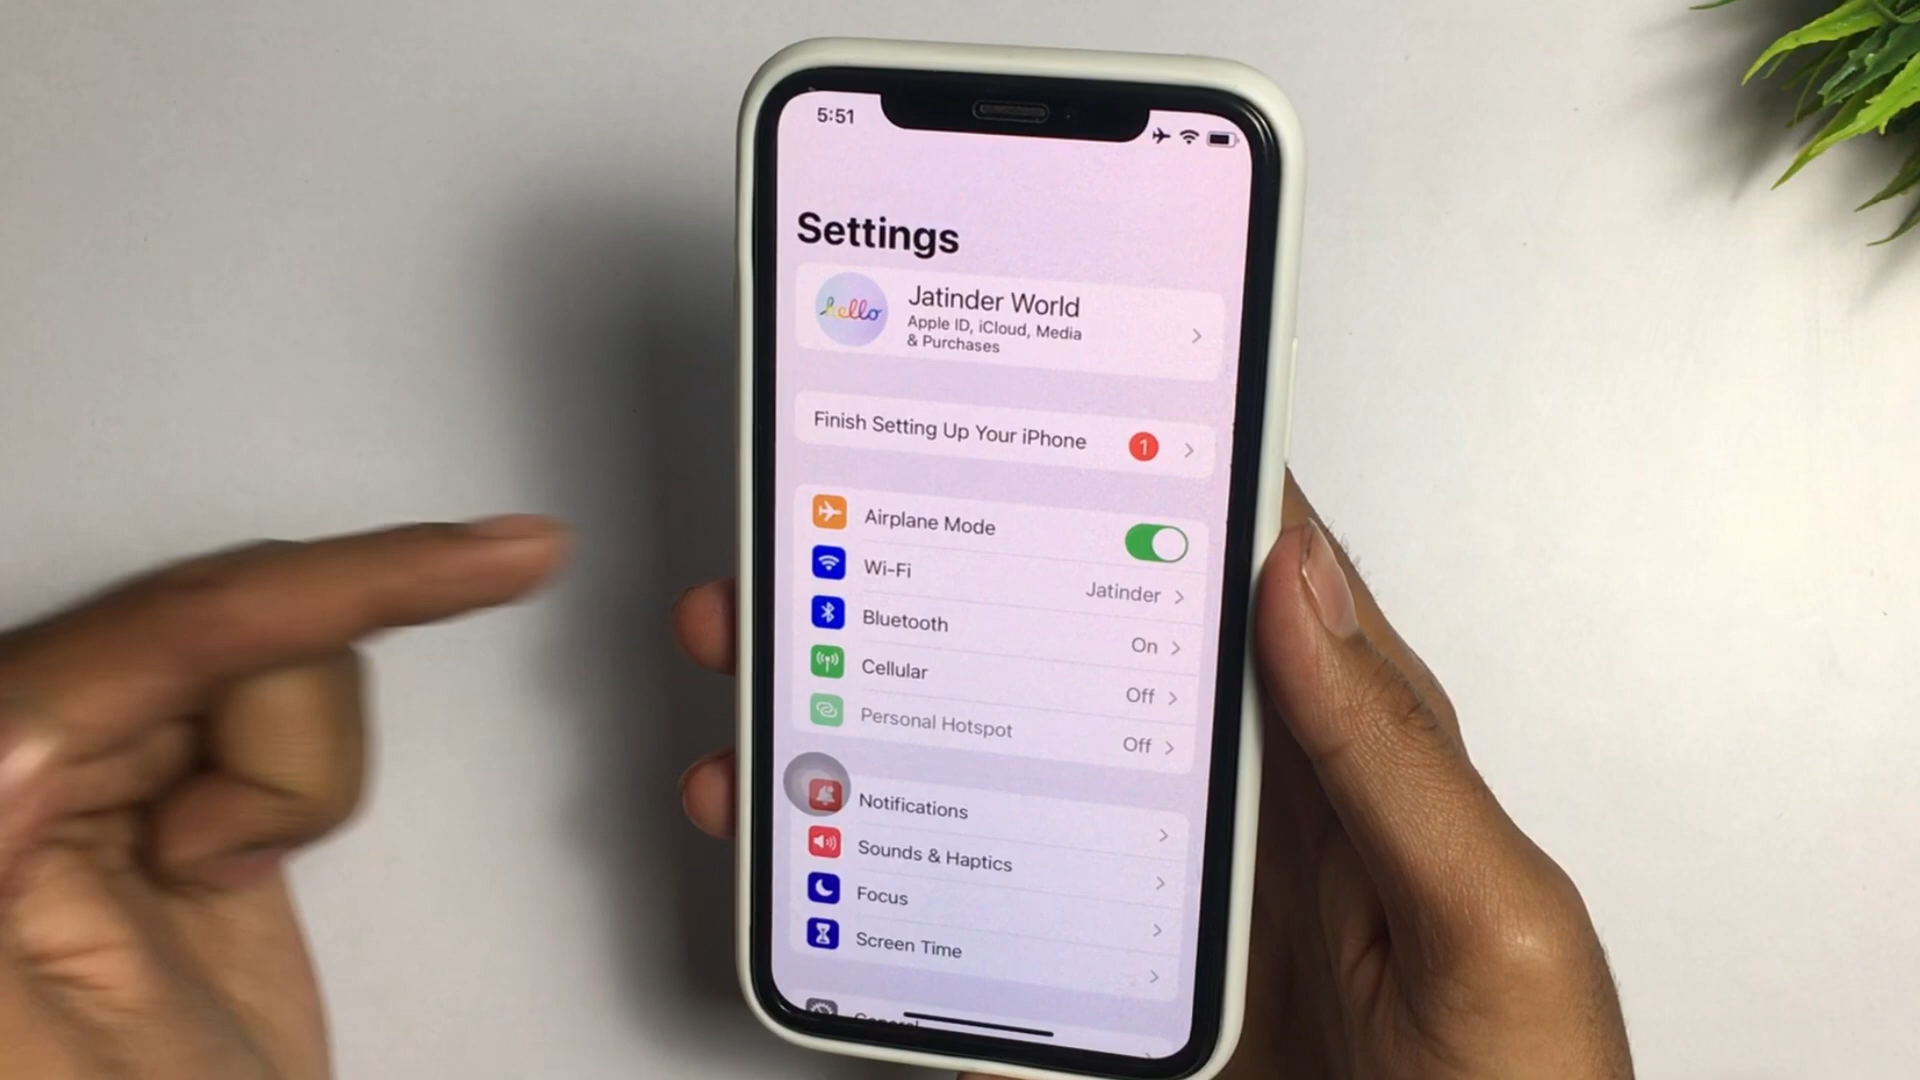 5:51
Settings
hello
Jatinder World
Apple ID, iCloud, Media
& Purchases
Finish Setting Up Your iPhone 1
Airplane Mode
Wi-Fi Jatinder
Bluetooth On
Cellular Off
Personal Hotspot Off
Notifications
Sounds & Haptics
Focus
Screen Time
General